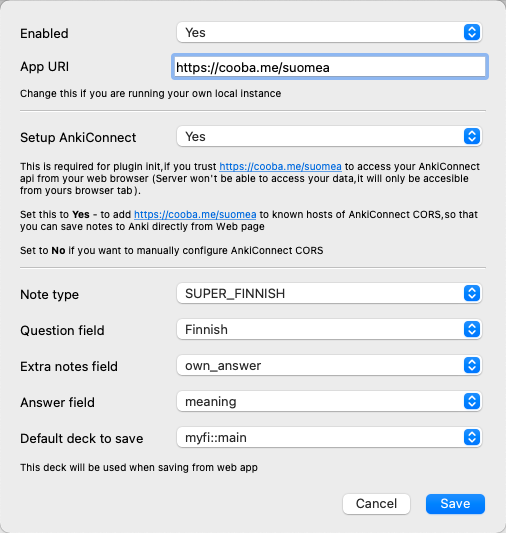 Enabled Yes
App URI https://cooba.me/suomea
Change this if you are running your own local instance
Setup AnkiConnect Yes
This is required for plugin init,if you trust https://cooba.me/suomea to access your AnkiConnect
api from your web browser (Server won't be able to access your data,it will only be accesible
from yours browser tab).
Set this to Yes - to add https://cooba.me/suomea to known hosts of AnkiConnect CORS,so that
you can save notes to Anki directly from Web page
Set to No if you want to manually configure AnkiConnect CORS
Note type SUPER_FINNISH
Question field Finnish
Extra notes field own_answer
Answer field meaning
Default deck to save myfi::main
This deck will be used when saving from web app
Cancel Save